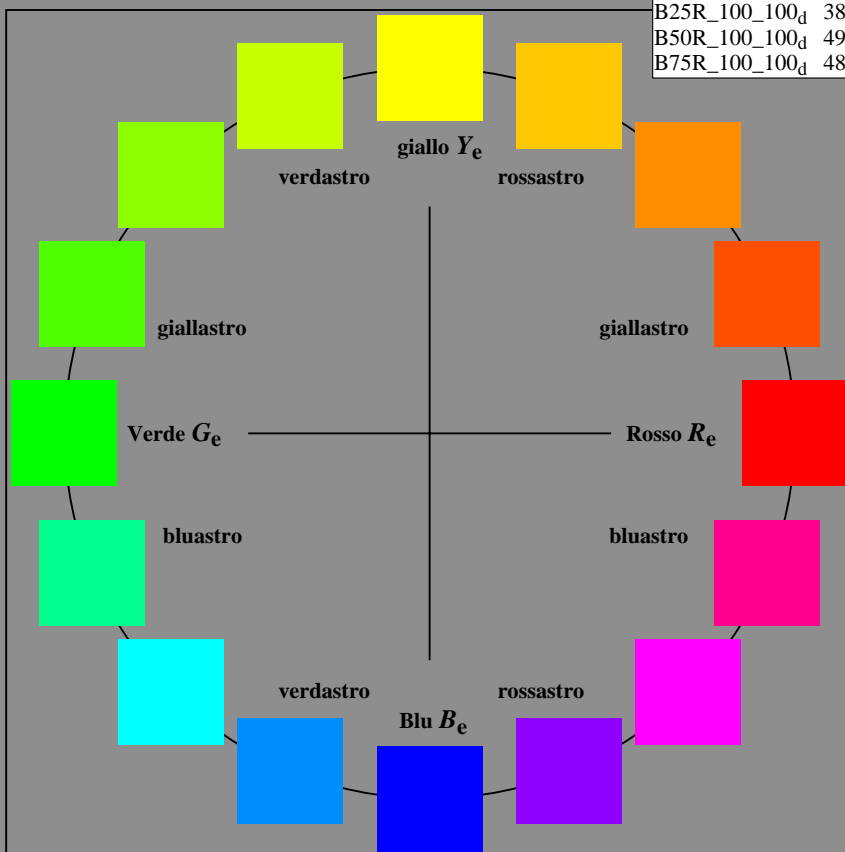 B25R_100_100d 38
B50R_100_100d 49
B75R_100_100d 48
giallo Ye
verdastro rossastro
giallastro giallastro
Verde Ge Rosso Re
bluastro bluastro
verdastro rossastro
Blu Be